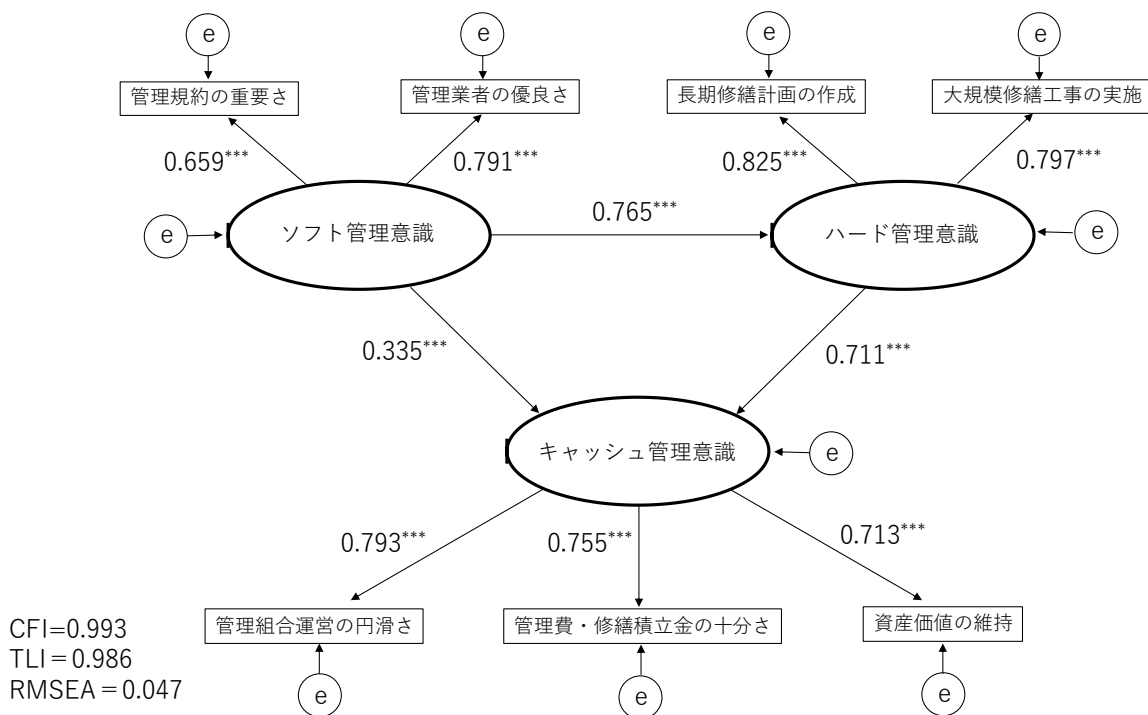 e
e
e
e
管理規約の重要さ
管理業者の優良さ
長期修繕計画の作成
大規模修繕工事の実施
0.659***
0.791***
0.825***
0.797***
e
ソフト管理意識
0.765***
ハード管理意識
e
0.335***
0.711***
キャッシュ管理意識
e
0.793***
0.755***
0.713***
管理組合運営の円滑さ
管理費・修繕積立金の十分さ
資産価値の維持
CFI=0.993
TLI=0.986
RMSEA=0.047
e
e
e